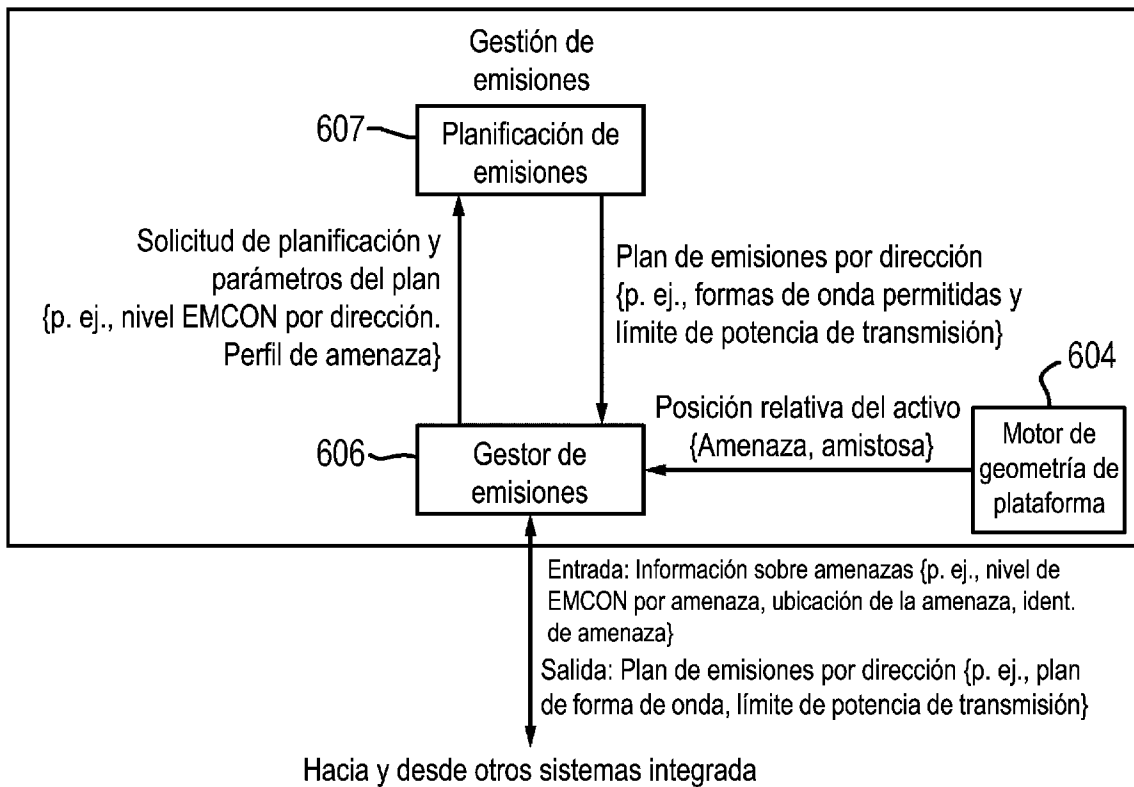 Gestión de
emisiones
607
Planificación de
emisiones
Solicitud de planificación y
parámetros del plan
{p. ej., nivel EMCON por dirección.
Perfil de amenaza}
Plan de emisiones por dirección
{p. ej., formas de onda permitidas y
límite de potencia de transmisión}
604
Posición relativa del activo
{Amenaza, amistosa}
Motor de
geometría de
plataforma
606
Gestor de
emisiones
Entrada: Información sobre amenazas {p. ej., nivel de
EMCON por amenaza, ubicación de la amenaza, ident.
de amenaza}
Salida: Plan de emisiones por dirección {p. ej., plan
de forma de onda, límite de potencia de transmisión}
Hacia y desde otros sistemas integrada